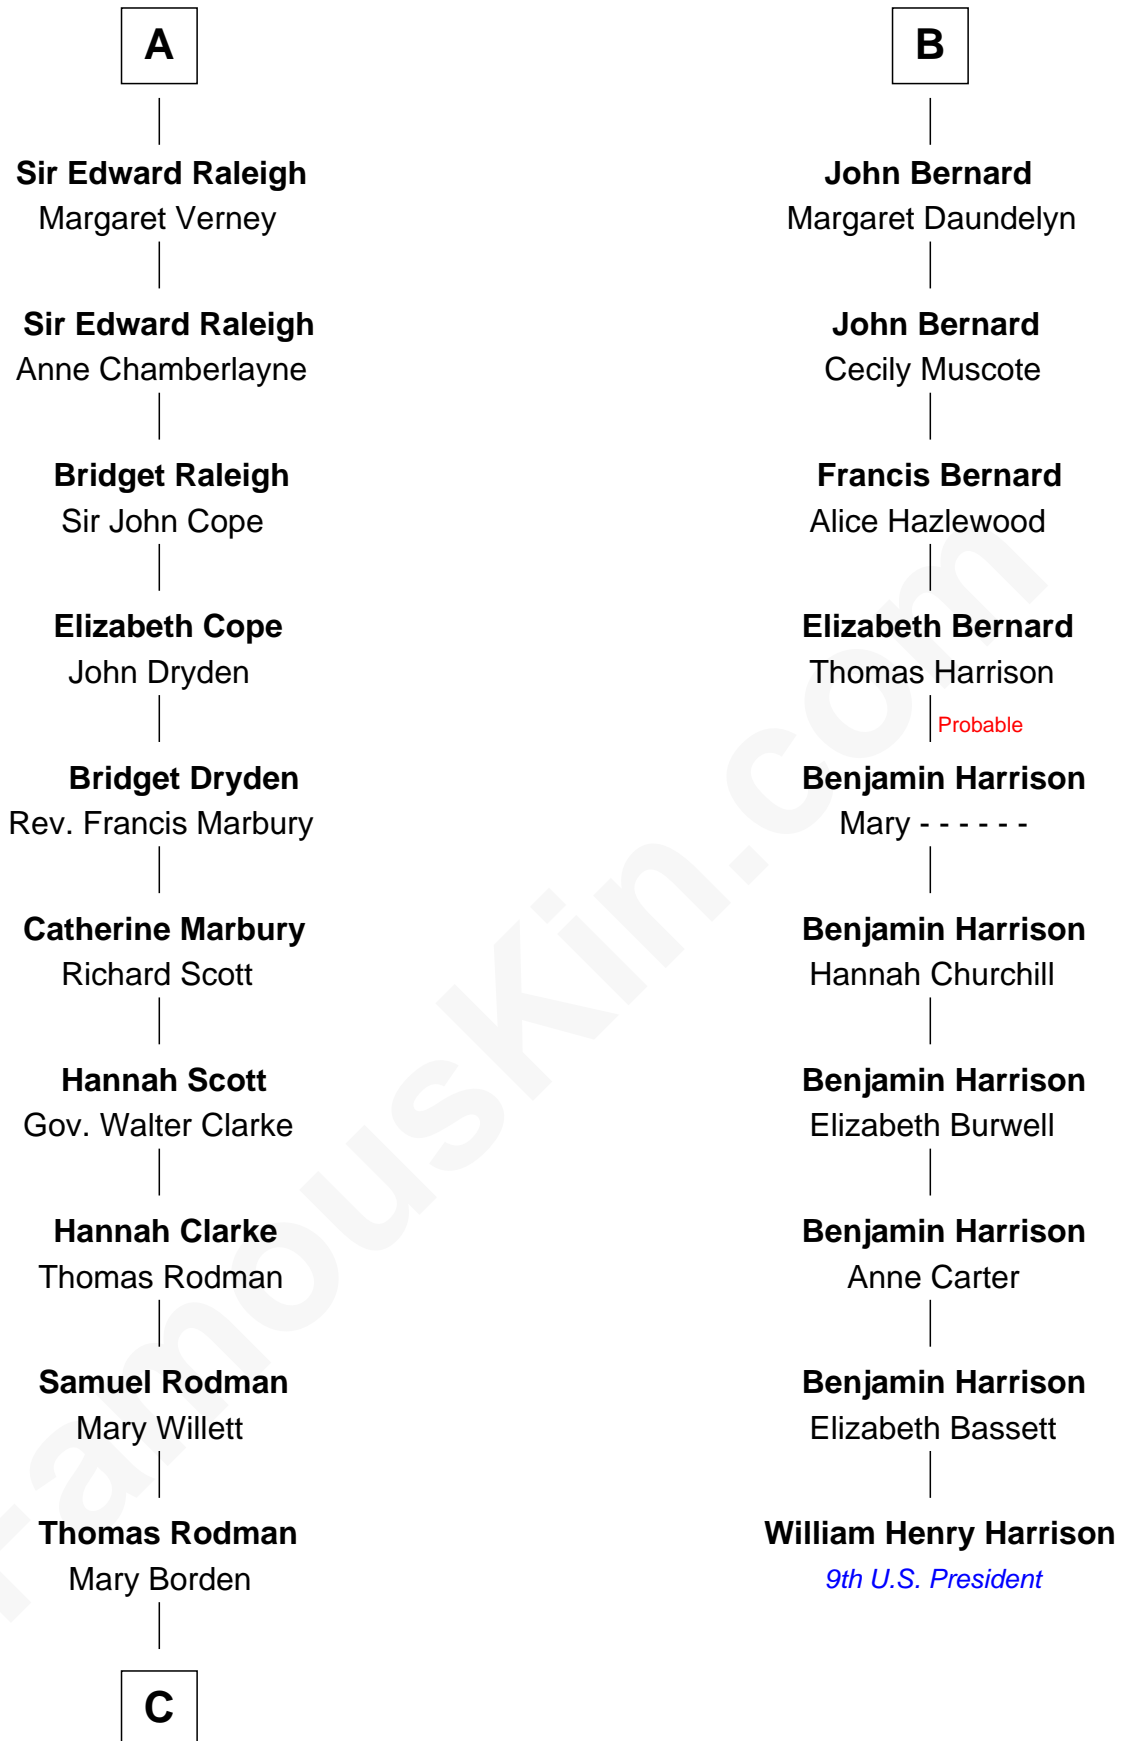 A
Sir Edward Raleigh
Margaret Verney
Sir Edward Raleigh
Anne Chamberlayne
Bridget Raleigh
Sir John Cope
Elizabeth Cope
John Dryden
Bridget Dryden
Rev. Francis Marbury
Catherine Marbury
Richard Scott
Hannah Scott
Gov. Walter Clarke
Hannah Clarke
Thomas Rodman
Samuel Rodman
Mary Willett
Thomas Rodman
Mary Borden
C
B
John Bernard
Margaret Daundelyn
John Bernard
Cecily Muscote
Francis Bernard
Alice Hazlewood
Elizabeth Bernard
Thomas Harrison
Probable
Benjamin Harrison
Mary - - - - - -
Benjamin Harrison
Hannah Churchill
Benjamin Harrison
Elizabeth Burwell
Benjamin Harrison
Anne Carter
Benjamin Harrison
Elizabeth Bassett
William Henry Harrison
9th U.S. President
FamousKin.com